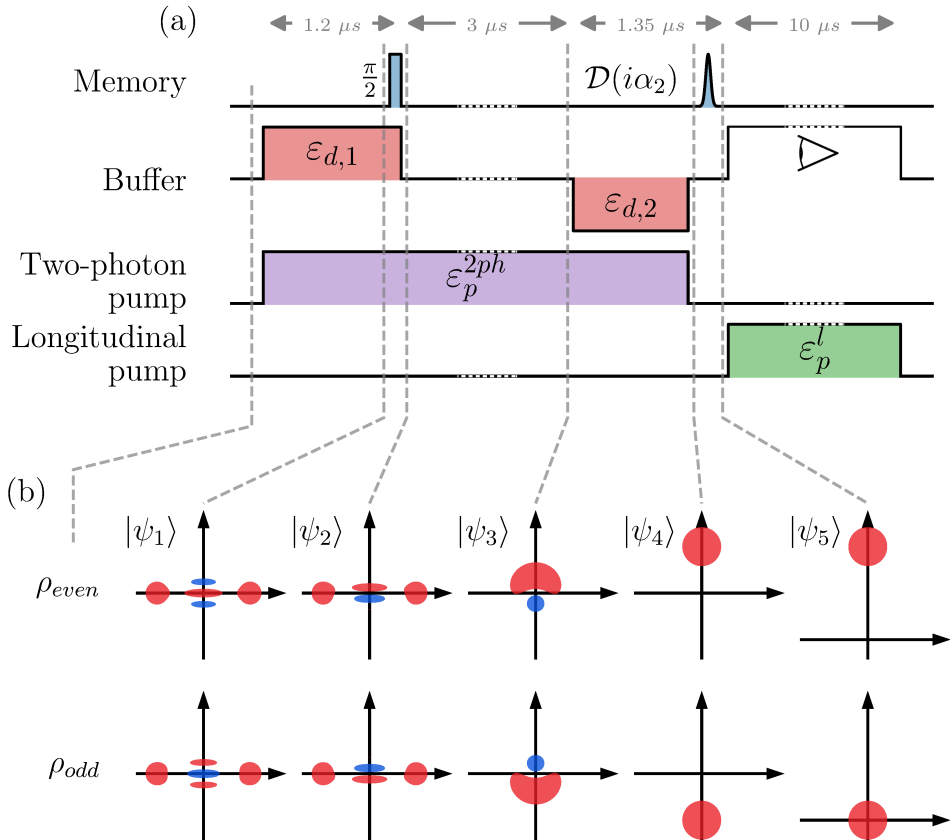 (a)
1.2 μs 3 μs 1.35 μs 10 μs
Memory π/2 𝒟(iα₂)
Buffer ε_{d,1} ε_{d,2}
Two-photon
pump ε_p^{2ph}
Longitudinal
pump ε_p^l
(b)
|ψ₁⟩ |ψ₂⟩ |ψ₃⟩ |ψ₄⟩ |ψ₅⟩
ρ_{even}
ρ_{odd}